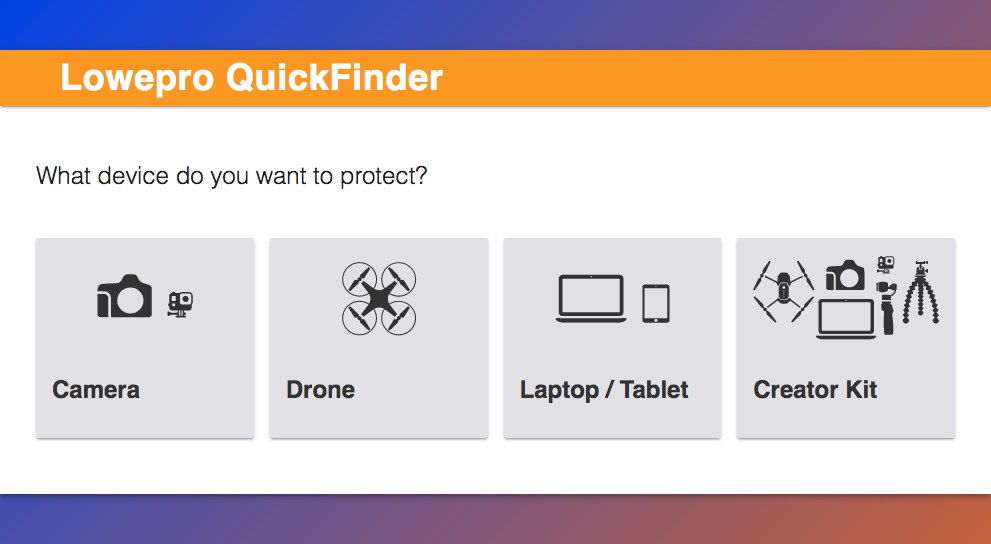 Lowepro QuickFinder
What device do you want to protect?
Camera
Drone
Laptop / Tablet
Creator Kit